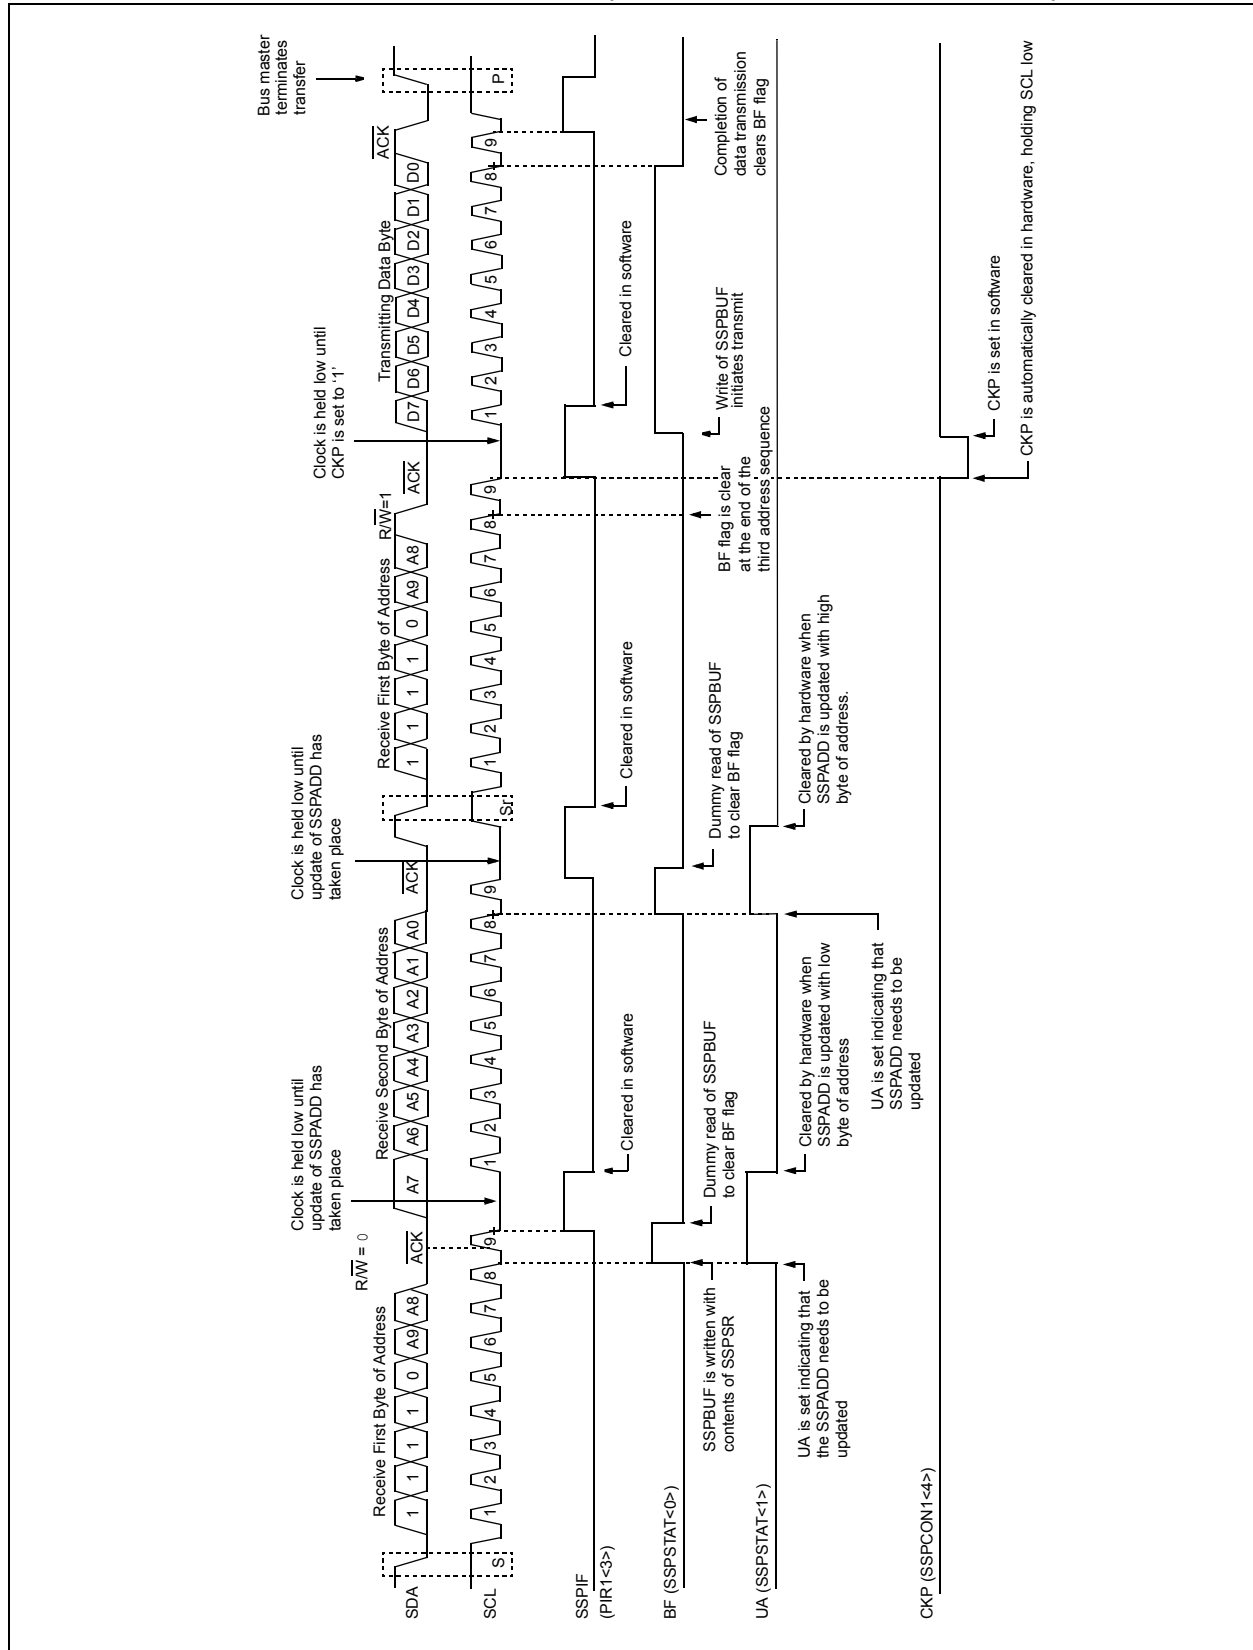 Bus master
terminates
transfer
Clock is held low until
update of SSPADD has
taken place
Clock is held low until
update of SSPADD has
taken place
Clock is held low until
CKP is set to ‘1’
R/W = 0
R/W=1
Receive First Byte of Address
ACK
Receive Second Byte of Address
ACK
Receive First Byte of Address
ACK
Transmitting Data Byte
ACK
SDA
1 1 1 1 0 A9 A8
A7 A6 A5 A4 A3 A2 A1 A0
1 1 1 1 0 A9 A8
D7 D6 D5 D4 D3 D2 D1 D0
SCL
S
1 2 3 4 5 6 7 8 9
1 2 3 4 5 6 7 8 9
Sr
1 2 3 4 5 6 7 8 9
1 2 3 4 5 6 7 8 9
P
SSPIF
(PIR1<3>)
Cleared in software
Cleared in software
Cleared in software
BF (SSPSTAT<0>)
SSPBUF is written with
contents of SSPSR
Dummy read of SSPBUF
to clear BF flag
Dummy read of SSPBUF
to clear BF flag
BF flag is clear
at the end of the
third address sequence
Write of SSPBUF
initiates transmit
Completion of
data transmission
clears BF flag
UA (SSPSTAT<1>)
UA is set indicating that
the SSPADD needs to be
updated
Cleared by hardware when
SSPADD is updated with low
byte of address
UA is set indicating that
SSPADD needs to be
updated
Cleared by hardware when
SSPADD is updated with high
byte of address.
CKP (SSPCON1<4>)
CKP is set in software
CKP is automatically cleared in hardware, holding SCL low